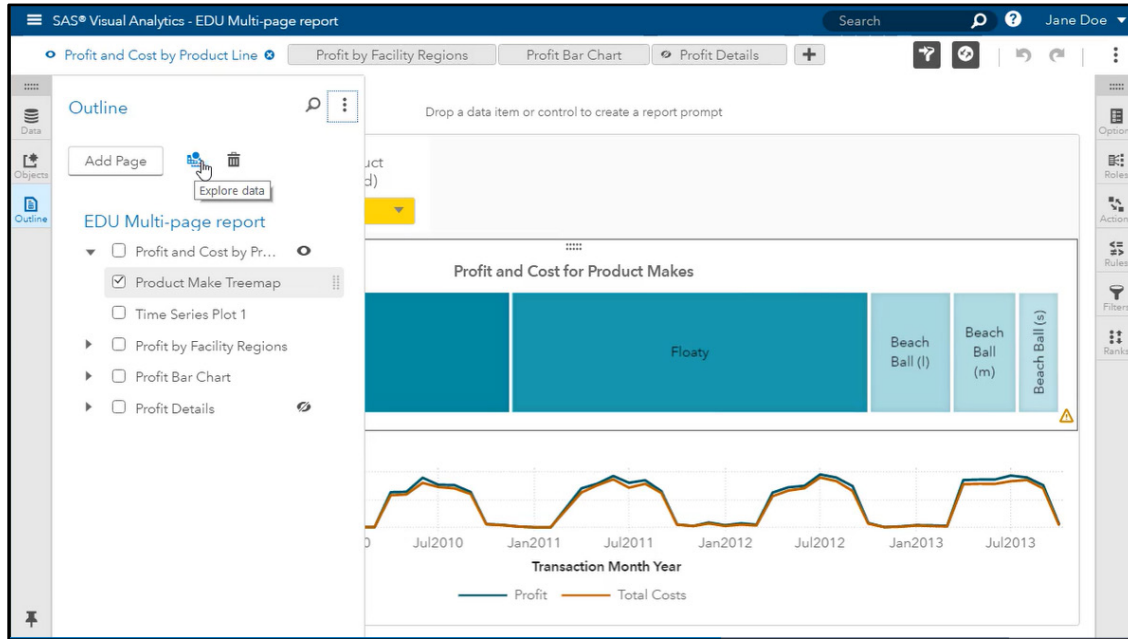 SAS® Visual Analytics - EDU Multi-page report
Search
Jane Doe
Profit and Cost by Product Line
Profit by Facility Regions
Profit Bar Chart
Profit Details
Data
Objects
Outline
Outline
Add Page
Explore data
EDU Multi-page report
Profit and Cost by Pr...
Product Make Treemap
Time Series Plot 1
Profit by Facility Regions
Profit Bar Chart
Profit Details
Drop a data item or control to create a report prompt
uct
d)
Profit and Cost for Product Makes
Floaty
Beach
Ball (l)
Beach
Ball
(m)
Beach Ball (s)
0
Jul2010
Jan2011
Jul2011
Jan2012
Jul2012
Jan2013
Jul2013
Transaction Month Year
Profit
Total Costs
Option
Roles
Action
Rules
Filters
Ranks